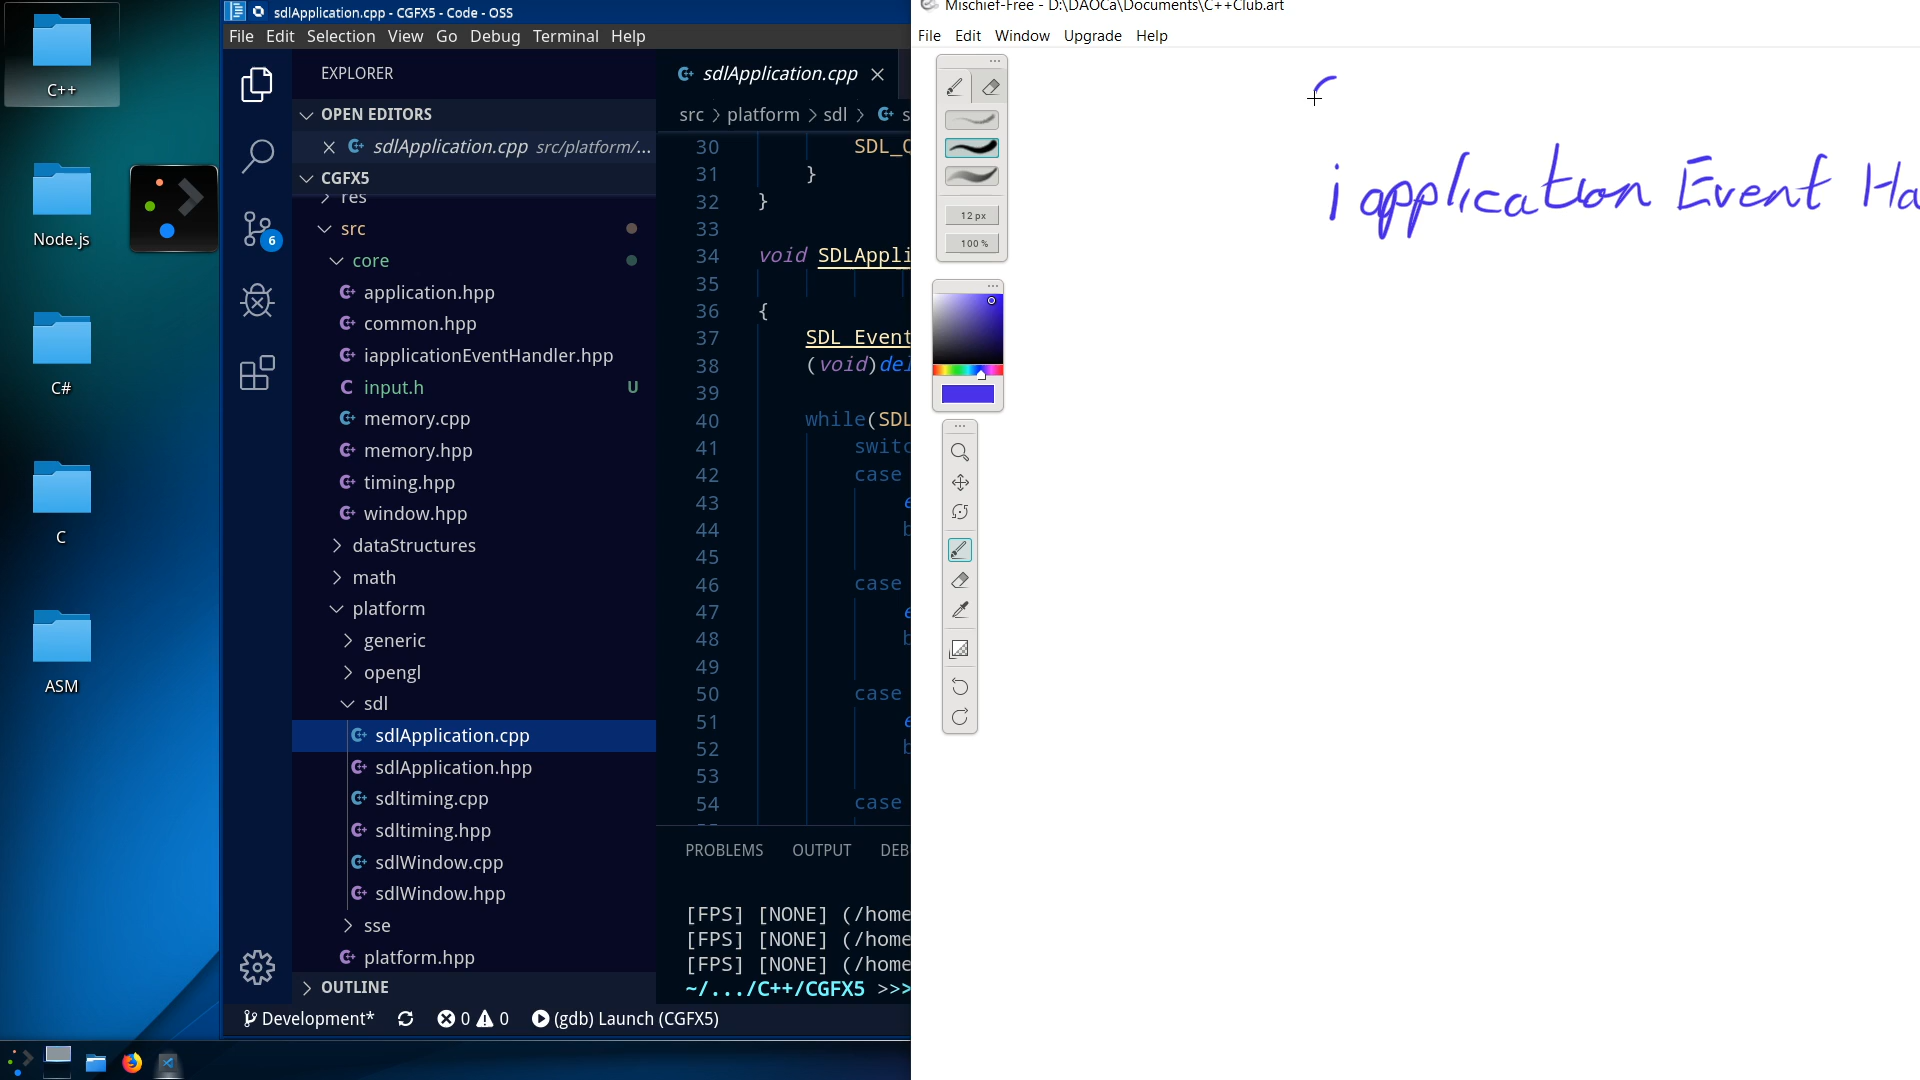 C++
Node.js
C#
C
ASM
sdlApplication.cpp - CGFX5 - Code - OSS
File Edit Selection View Go Debug Terminal Help
6
EXPLORER
OPEN EDITORS
sdlApplication.cpp src/platform/...
CGFX5
res
src
core
application.hpp
common.hpp
iapplicationEventHandler.hpp
input.h U
memory.cpp
memory.hpp
timing.hpp
window.hpp
dataStructures
math
platform
generic
opengl
sdl
sdlApplication.cpp
sdlApplication.hpp
sdltiming.cpp
sdltiming.hpp
sdlWindow.cpp
sdlWindow.hpp
sse
platform.hpp
OUTLINE
Development* 0 0 (gdb) Launch (CGFX5)
sdlApplication.cpp
src platform sdl s
30 SDL_Q
31 }
32 }
33
34 void SDLAppli
35
36 {
37 SDL_Event
38 (void)del
39
40 while(SDL
41 switc
42 case
43 e
44 b
45
46 case
47 e
48 b
49
50 case
51 e
52 b
53
54 case
PROBLEMS OUTPUT DEB
[FPS] [NONE] (/home
[FPS] [NONE] (/home
[FPS] [NONE] (/home
~/.../C++/CGFX5 >>>
Mischief-Free - D:\DAOCa\Documents\C++Club.art
File Edit Window Upgrade Help
12 px
100 %
i application Event Ha